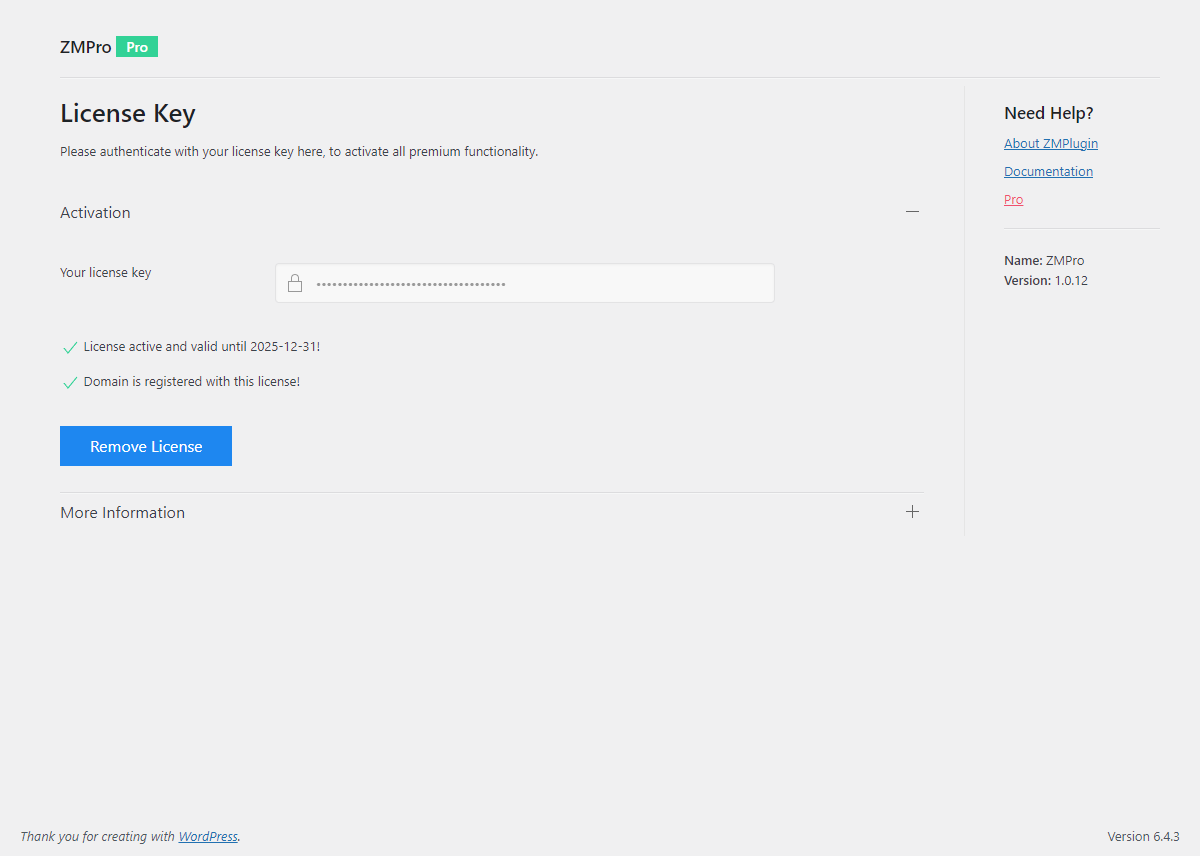 ZMPro Pro
License Key
Please authenticate with your license key here, to activate all premium functionality.
Activation
Your license key
License active and valid until 2025-12-31!
Domain is registered with this license!
Remove License
More Information
Need Help?
About ZMPlugin
Documentation
Pro
Name: ZMPro
Version: 1.0.12
Thank you for creating with WordPress.
Version 6.4.3